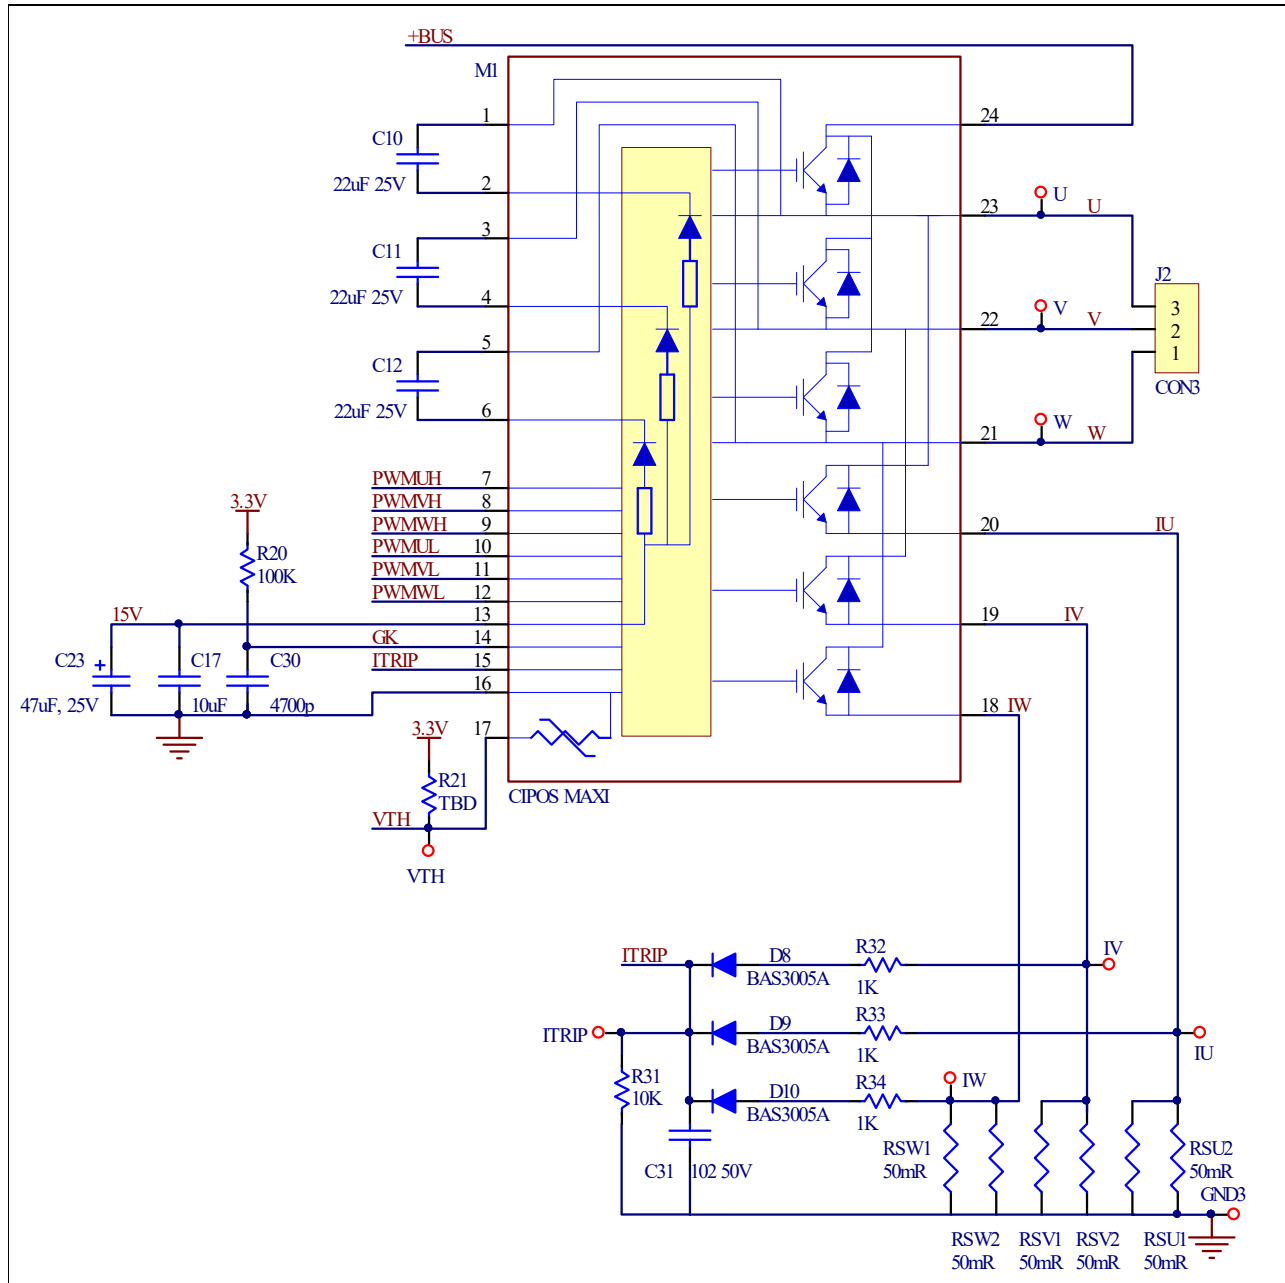 +BUS
M1
1
24
C10
22uF 25V
2
23
U
U
3
C11
22uF 25V
4
22
V
V
J2
3
2
1
CON3
5
C12
22uF 25V
6
21
W
W
PWMUH
7
PWMVH
8
PWMWH
9
PWMUL
10
PWMVL
11
PWMWL
12
3.3V
R20
100K
20
IU
15V
13
GK
14
ITRIP
15
16
19
IV
C23
+
47uF, 25V
C17
10uF
C30
4700p
18
IW
3.3V
17
R21
TBD
VTH
VTH
CIPOS MAXI
ITRIP
D8
BAS3005A
R32
1K
IV
ITRIP
D9
BAS3005A
R33
1K
IU
R31
10K
D10
BAS3005A
R34
1K
IW
C31
102 50V
RSW1
50mR
RSU2
50mR
GND3
RSW2
50mR
RSV1
50mR
RSV2
50mR
RSU1
50mR